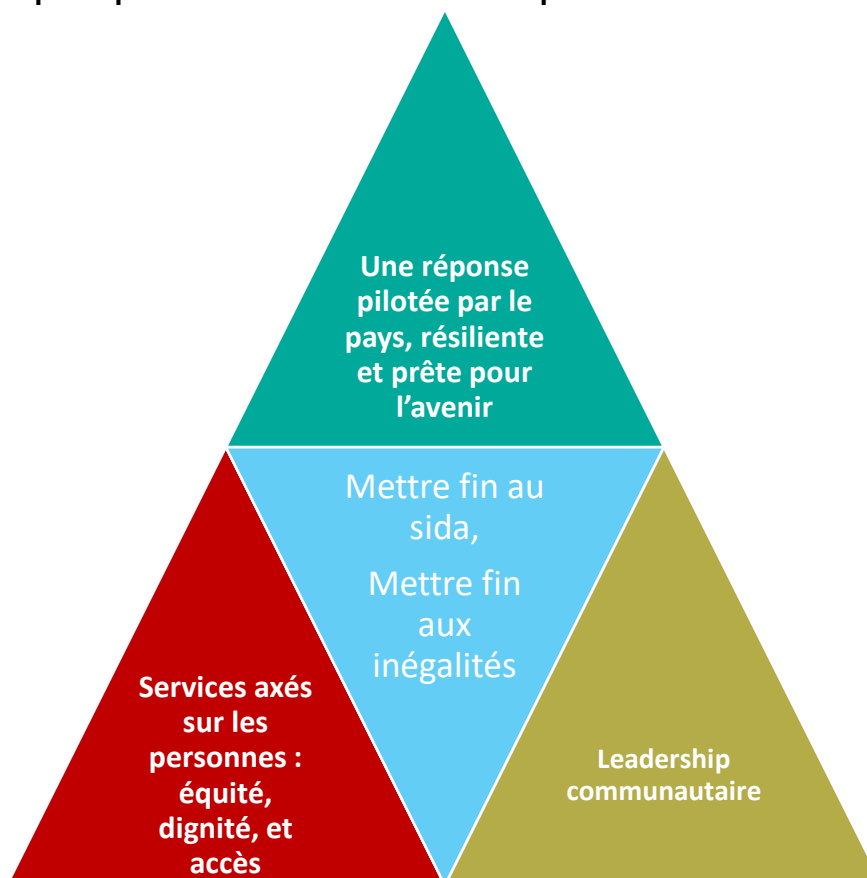 Une réponse
pilotée par le
pays, résiliente
et prête pour
l’avenir
Mettre fin au
sida,
Mettre fin
aux
inégalités
Services axés
sur les
personnes :
équité,
dignité, et
accès
Leadership
communautaire